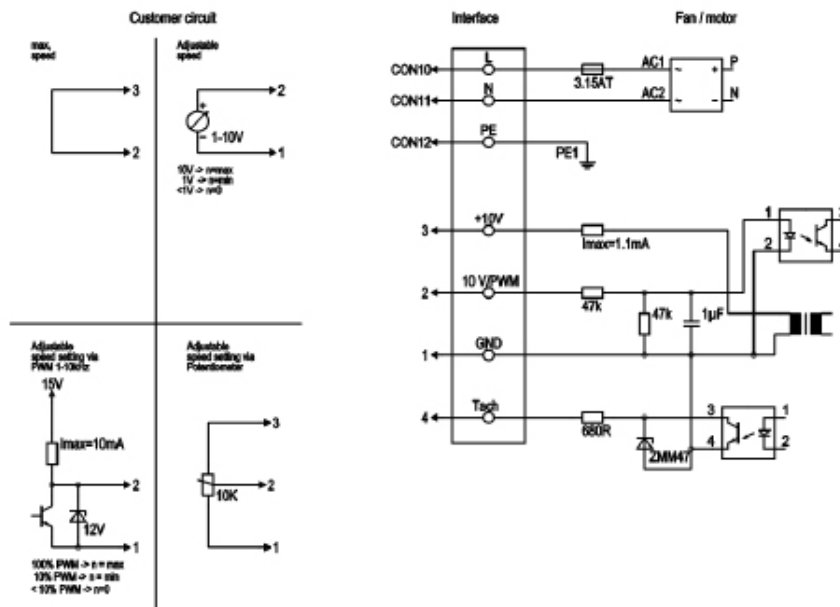 Customer circuit
Interface
Fan / motor
max.
speed
3
2
Adjustable
speed
2
+
−
1-10V
1
10V -> n=max
1V -> n=min
<1V -> n=0
Adjustable
speed setting via
PWM 1-10kHz
15V
Imax=10mA
2
12V
1
100% PWM -> n = max
10% PWM -> n = min
< 10% PWM -> n=0
Adjustable
speed setting via
Potentiometer
3
2
10K
1
CON10
L
3.15AT
AC1
~
+
P
CON11
N
AC2
~
-
N
CON12
PE
PE1
3
+10V
Imax=1.1mA
1
2
4
2
10 V/PWM
47k
47k
1µF
1
GND
4
Tach
680R
ZMM47
3
4
1
2